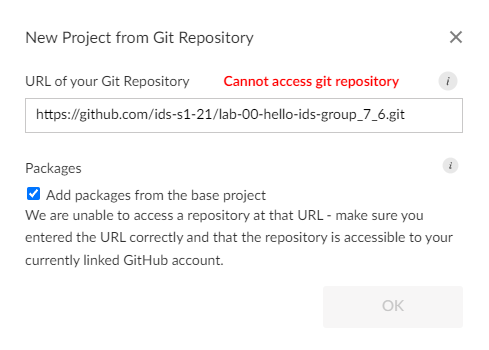 New Project from Git Repository
URL of your Git Repository Cannot access git repository i
https://github.com/ids-s1-21/lab-00-hello-ids-group_7_6.git
Packages i
Add packages from the base project
We are unable to access a repository at that URL - make sure you
entered the URL correctly and that the repository is accessible to your
currently linked GitHub account.
OK